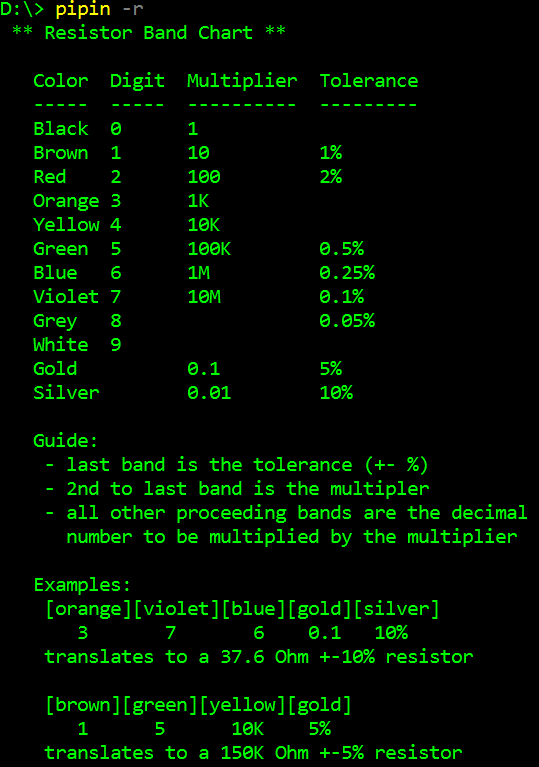 D:\> pipin -r
** Resistor Band Chart **
Color  Digit  Multiplier  Tolerance
-----  -----  ----------  ---------
Black  0      1
Brown  1      10          1%
Red    2      100         2%
Orange 3      1K
Yellow 4      10K
Green  5      100K        0.5%
Blue   6      1M          0.25%
Violet 7      10M         0.1%
Grey   8                  0.05%
White  9
Gold          0.1         5%
Silver        0.01        10%
Guide:
- last band is the tolerance (+- %)
- 2nd to last band is the multipler
- all other proceeding bands are the decimal
number to be multiplied by the multiplier
Examples:
[orange][violet][blue][gold][silver]
3       7       6    0.1   10%
translates to a 37.6 Ohm +-10% resistor
[brown][green][yellow][gold]
1      5      10K    5%
translates to a 150K Ohm +-5% resistor